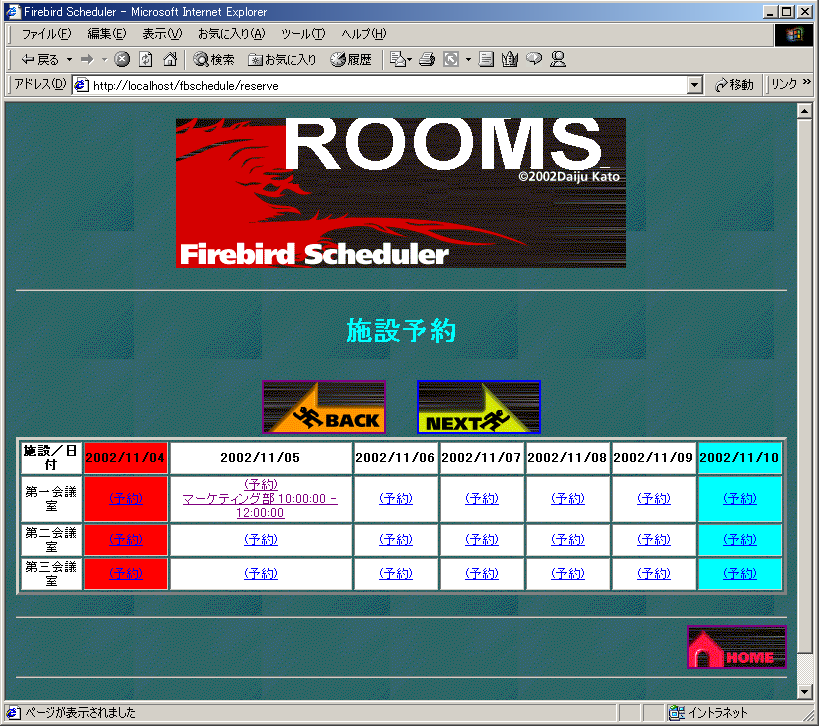 Firebird Scheduler - Microsoft Internet Explorer
ファイル(F) 編集(E) 表示(V) お気に入り(A) ツール(T) ヘルプ(H)
戻る 検索 お気に入り 履歴
アドレス(D) http://localhost/fbschedule/reserve 移動 リンク »
ROOMS
©2002Daiju Kato
Firebird Scheduler
施設予約
BACK NEXT
施設／日
付
2002/11/04 2002/11/05 2002/11/06 2002/11/07 2002/11/08 2002/11/09 2002/11/10
第一会議
室
(予約) (予約) (予約) (予約) (予約) (予約) (予約)
マーケティング部 10:00:00 -
12:00:00
第二会議
室
(予約) (予約) (予約) (予約) (予約) (予約) (予約)
第三会議
室
(予約) (予約) (予約) (予約) (予約) (予約) (予約)
HOME
ページが表示されました イントラネット